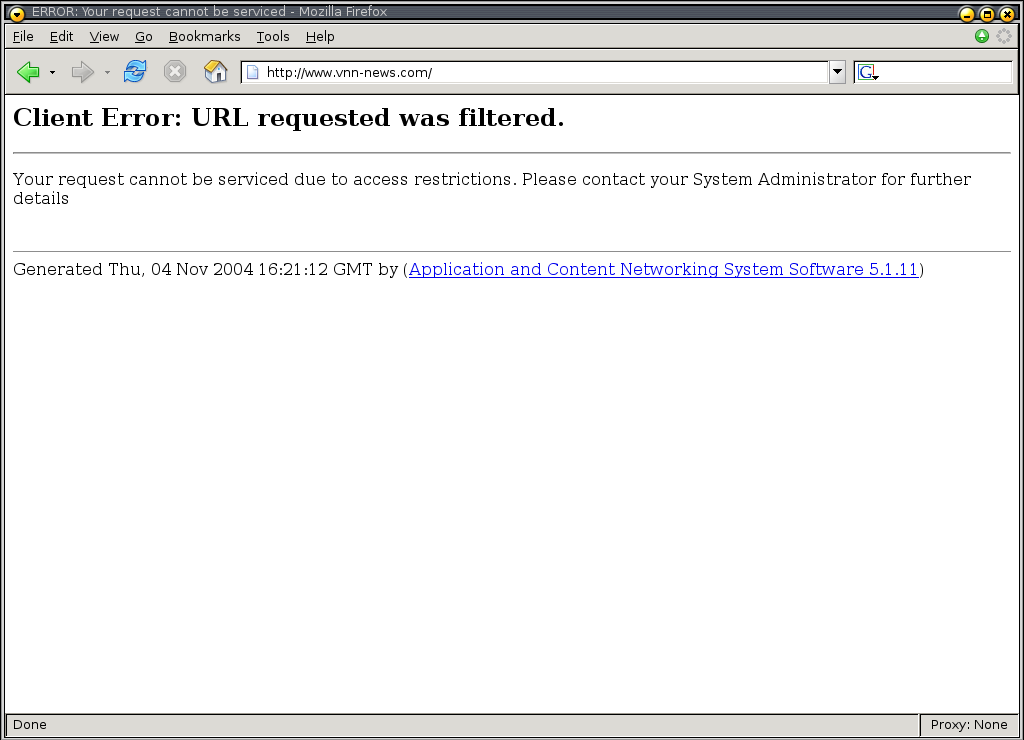 ERROR: Your request cannot be serviced - Mozilla Firefox
File Edit View Go Bookmarks Tools Help
http://www.vnn-news.com/ G
Client Error: URL requested was filtered.
Your request cannot be serviced due to access restrictions. Please contact your System Administrator for further
details
Generated Thu, 04 Nov 2004 16:21:12 GMT by (Application and Content Networking System Software 5.1.11)
Done Proxy: None